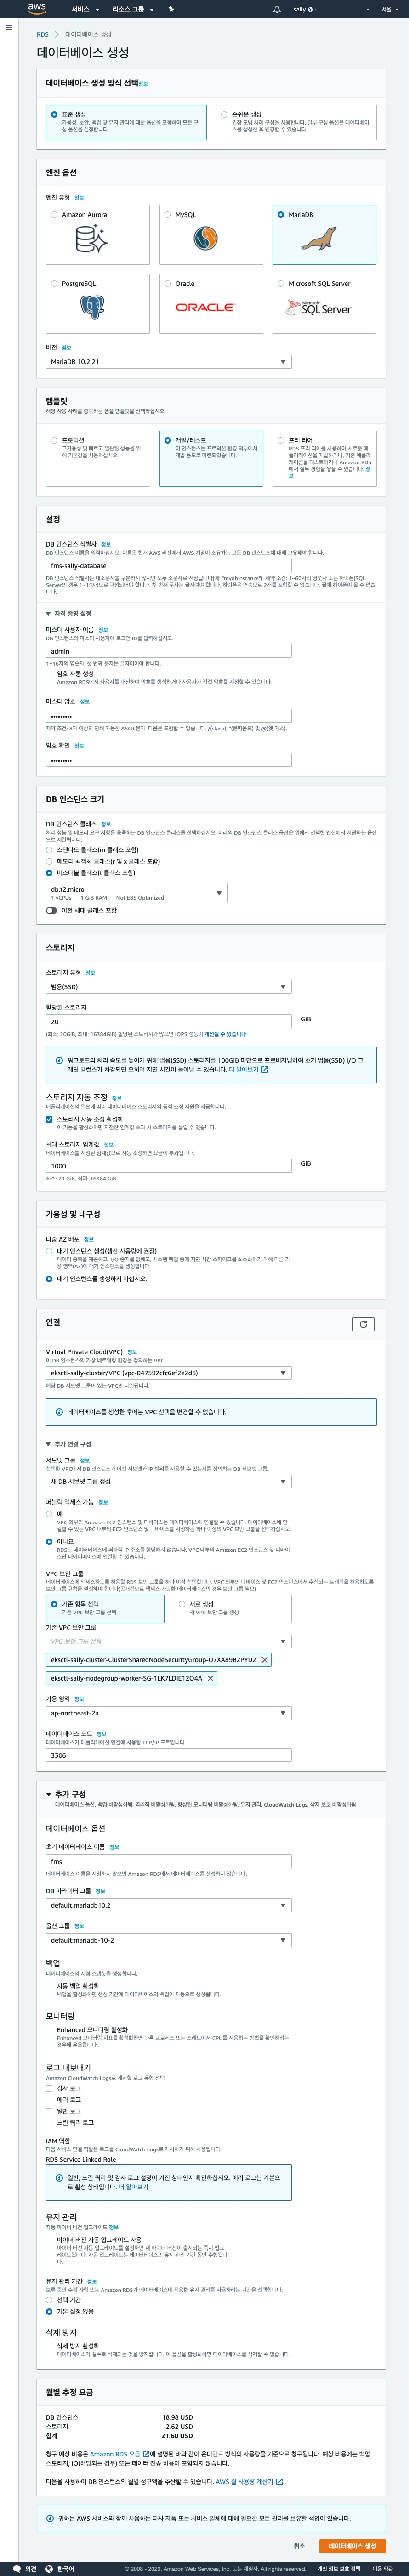 aws
서비스
리소스 그룹
sally @
서울
RDS
데이터베이스 생성
데이터베이스 생성
데이터베이스 생성 방식 선택정보
표준 생성
가용성, 보안, 백업 및 유지 관리에 대한 옵션을 포함하여 모든 구성 옵션을 설정합니다.
손쉬운 생성
권장 모범 사례 구성을 사용합니다. 일부 구성 옵션은 데이터베이스를 생성한 후 변경할 수 있습니다.
엔진 옵션
엔진 유형 정보
Amazon Aurora
MySQL
MariaDB
PostgreSQL
Oracle
ORACLE
Microsoft SQL Server
Microsoft
SQL Server
버전 정보
MariaDB 10.2.21
템플릿
해당 사용 사례를 충족하는 샘플 템플릿을 선택하십시오.
프로덕션
고가용성 및 빠르고 일관된 성능을 위해 기본값을 사용하십시오.
개발/테스트
이 인스턴스는 프로덕션 환경 외부에서 개발 용도로 마련되었습니다.
프리 티어
RDS 프리 티어를 사용하여 새로운 애플리케이션을 개발하거나, 기존 애플리케이션을 테스트하거나 Amazon RDS에서 실무 경험을 쌓을 수 있습니다. 정보
설정
DB 인스턴스 식별자 정보
DB 인스턴스 이름을 입력하십시오. 이름은 현재 AWS 리전에서 AWS 계정이 소유하는 모든 DB 인스턴스에 대해 고유해야 합니다.
fms-sally-database
DB 인스턴스 식별자는 대소문자를 구분하지 않지만 모두 소문자로 저장됩니다(예: "mydbinstance"). 제약 조건: 1~60자의 영숫자 또는 하이픈(SQL Server의 경우 1~15자)으로 구성되어야 합니다. 첫 번째 문자는 글자여야 합니다. 하이픈은 연속으로 2개를 포함할 수 없습니다. 끝에 하이픈이 올 수 없습니다.
자격 증명 설정
마스터 사용자 이름 정보
DB 인스턴스의 마스터 사용자에 로그인 ID를 입력하십시오.
admin
1~16자의 영숫자. 첫 번째 문자는 글자이어야 합니다.
암호 자동 생성
Amazon RDS에서 사용자를 대신하여 암호를 생성하거나 사용자가 직접 암호를 지정할 수 있습니다.
마스터 암호 정보
•••••••••
제약 조건: 8자 이상의 인쇄 가능한 ASCII 문자. 다음은 포함할 수 없습니다. /(slash), "(큰따옴표) 및 @(앳 기호).
암호 확인 정보
•••••••••
DB 인스턴스 크기
DB 인스턴스 클래스 정보
처리 성능 및 메모리 요구 사항을 충족하는 DB 인스턴스 클래스를 선택하십시오. 아래의 DB 인스턴스 클래스 옵션은 위에서 선택한 엔진에서 지원하는 옵션으로 제한됩니다.
스탠다드 클래스(m 클래스 포함)
메모리 최적화 클래스(r 및 x 클래스 포함)
버스터블 클래스(t 클래스 포함)
db.t2.micro
1 vCPUs 1 GiB RAM Not EBS Optimized
이전 세대 클래스 포함
스토리지
스토리지 유형 정보
범용(SSD)
할당된 스토리지
20
GiB
(최소: 20GiB, 최대: 16384GiB) 할당된 스토리지가 많으면 IOPS 성능이 개선될 수 있습니다.
워크로드의 처리 속도를 높이기 위해 범용(SSD) 스토리지를 100GiB 미만으로 프로비저닝하여 초기 범용(SSD) I/O 크레딧 밸런스가 차감되면 오히려 지연 시간이 늘어날 수 있습니다. 더 알아보기
스토리지 자동 조정 정보
애플리케이션의 필요에 따라 데이터베이스 스토리지의 동적 조정 지원을 제공합니다.
스토리지 자동 조정 활성화
이 기능을 활성화하면 지정한 임계값 초과 시 스토리지를 늘릴 수 있습니다.
최대 스토리지 임계값 정보
데이터베이스를 지정된 임계값으로 자동 조정하면 요금이 부과됩니다.
1000
GiB
최소: 21 GiB, 최대: 16384 GiB
가용성 및 내구성
다중 AZ 배포 정보
대기 인스턴스 생성(생산 사용량에 권장)
데이터 중복을 제공하고, I/O 중지를 없애고, 시스템 백업 중에 지연 시간 스파이크를 최소화하기 위해 다른 가용 영역(AZ)에 대기 인스턴스를 생성합니다.
대기 인스턴스를 생성하지 마십시오.
연결
Virtual Private Cloud(VPC) 정보
이 DB 인스턴스의 가상 네트워킹 환경을 정의하는 VPC.
eksctl-sally-cluster/VPC (vpc-047592cfc6ef2e2d5)
해당 DB 서브넷 그룹이 있는 VPC만 나열됩니다.
데이터베이스를 생성한 후에는 VPC 선택을 변경할 수 없습니다.
추가 연결 구성
서브넷 그룹 정보
선택한 VPC에서 DB 인스턴스가 어떤 서브넷과 IP 범위를 사용할 수 있는지를 정의하는 DB 서브넷 그룹.
새 DB 서브넷 그룹 생성
퍼블릭 액세스 가능 정보
예
VPC 외부의 Amazon EC2 인스턴스 및 디바이스는 데이터베이스에 연결할 수 있습니다. 데이터베이스에 연결할 수 있는 VPC 내부의 EC2 인스턴스 및 디바이스를 지정하는 하나 이상의 VPC 보안 그룹을 선택하십시오.
아니요
RDS는 데이터베이스에 퍼블릭 IP 주소를 할당하지 않습니다. VPC 내부의 Amazon EC2 인스턴스 및 디바이스만 데이터베이스에 연결할 수 있습니다.
VPC 보안 그룹
데이터베이스에 액세스하도록 허용할 RDS 보안 그룹을 하나 이상 선택합니다. VPC 외부의 디바이스 및 EC2 인스턴스에서 수신되는 트래픽을 허용하도록 보안 그룹 규칙을 설정해야 합니다(공개적으로 액세스 가능한 데이터베이스의 경우 보안 그룹 필요)
기존 항목 선택
기존 VPC 보안 그룹 선택
새로 생성
새 VPC 보안 그룹 생성
기존 VPC 보안 그룹
VPC 보안 그룹 선택
eksctl-sally-cluster-ClusterSharedNodeSecurityGroup-U7XA89B2PYD2
eksctl-sally-nodegroup-worker-SG-1LK7LDIE12Q4A
가용 영역 정보
ap-northeast-2a
데이터베이스 포트 정보
데이터베이스가 애플리케이션 연결에 사용할 TCP/IP 포트입니다.
3306
추가 구성
데이터베이스 옵션, 백업 비활성화됨, 역추적 비활성화됨, 향상된 모니터링 비활성화됨, 유지 관리, CloudWatch Logs, 삭제 보호 비활성화됨
데이터베이스 옵션
초기 데이터베이스 이름 정보
fms
데이터베이스 이름을 지정하지 않으면 Amazon RDS에서 데이터베이스를 생성하지 않습니다.
DB 파라미터 그룹 정보
default.mariadb10.2
옵션 그룹 정보
default:mariadb-10-2
백업
데이터베이스의 시점 스냅샷을 생성합니다.
자동 백업 활성화
백업을 활성화하면 생성 기간에 데이터베이스의 백업이 자동으로 생성됩니다.
모니터링
Enhanced 모니터링 활성화
Enhanced 모니터링 지표를 활성화하면 다른 프로세스 또는 스레드에서 CPU를 사용하는 방법을 확인하려는 경우에 유용합니다.
로그 내보내기
Amazon CloudWatch Logs로 게시할 로그 유형 선택
감사 로그
에러 로그
일반 로그
느린 쿼리 로그
IAM 역할
다음 서비스 연결 역할은 로그를 CloudWatch Logs로 게시하기 위해 사용됩니다.
RDS Service Linked Role
일반, 느린 쿼리 및 감사 로그 설정이 켜진 상태인지 확인하십시오. 에러 로그는 기본으로 활성 상태입니다. 더 알아보기
유지 관리
자동 마이너 버전 업그레이드 정보
마이너 버전 자동 업그레이드 사용
마이너 버전 자동 업그레이드를 설정하면 새 마이너 버전이 출시되는 즉시 업그레이드됩니다. 자동 업그레이드는 데이터베이스의 유지 관리 기간 동안 수행됩니다.
유지 관리 기간 정보
보류 중인 수정 사항 또는 Amazon RDS가 데이터베이스에 적용한 유지 관리를 사용하려는 기간을 선택합니다.
선택 기간
기본 설정 없음
삭제 방지
삭제 방지 활성화
데이터베이스가 실수로 삭제되는 것을 방지합니다. 이 옵션을 활성화하면 데이터베이스를 삭제할 수 없습니다.
월별 추정 요금
DB 인스턴스 18.98 USD
스토리지 2.62 USD
합계 21.60 USD
청구 예상 비용은 Amazon RDS 요금 에 설명된 바와 같이 온디맨드 방식의 사용량을 기준으로 청구됩니다. 예상 비용에는 백업 스토리지, IO(해당되는 경우) 또는 데이터 전송 비용이 포함되지 않습니다.
다음을 사용하여 DB 인스턴스의 월별 청구액을 추산할 수 있습니다. AWS 월 사용량 계산기 .
귀하는 AWS 서비스와 함께 사용하는 타사 제품 또는 서비스 일체에 대해 필요한 모든 권리를 보유할 책임이 있습니다.
취소
데이터베이스 생성
의견
한국어
© 2008 - 2020, Amazon Web Services, Inc. 또는 계열사. All rights reserved.
개인 정보 보호 정책
이용 약관